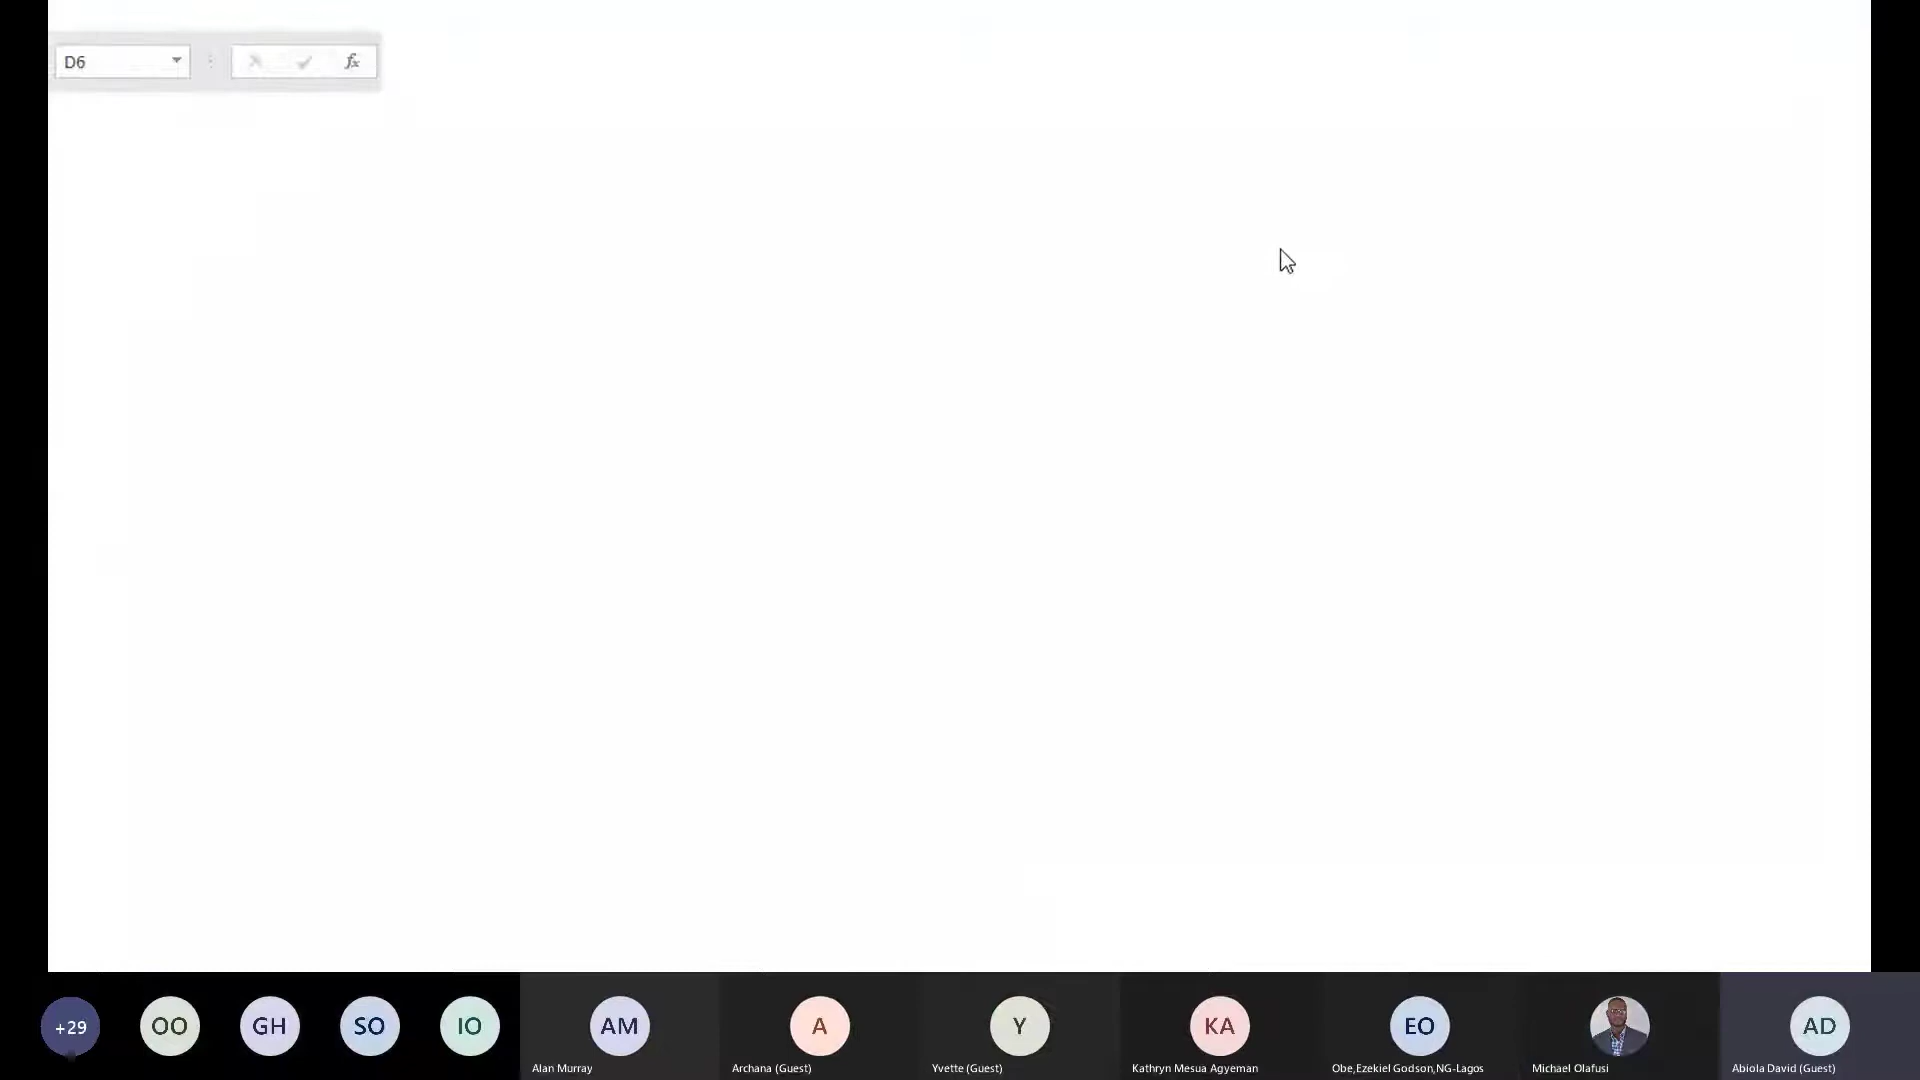 D6
fx
+29
OO
GH
SO
IO
AM
A
Y
KA
EO
AD
Alan Murray
Archana (Guest)
Yvette (Guest)
Kathryn Mesua Agyeman
Obe,Ezekiel Godson,NG-Lagos
Michael Olafusi
Abiola David (Guest)